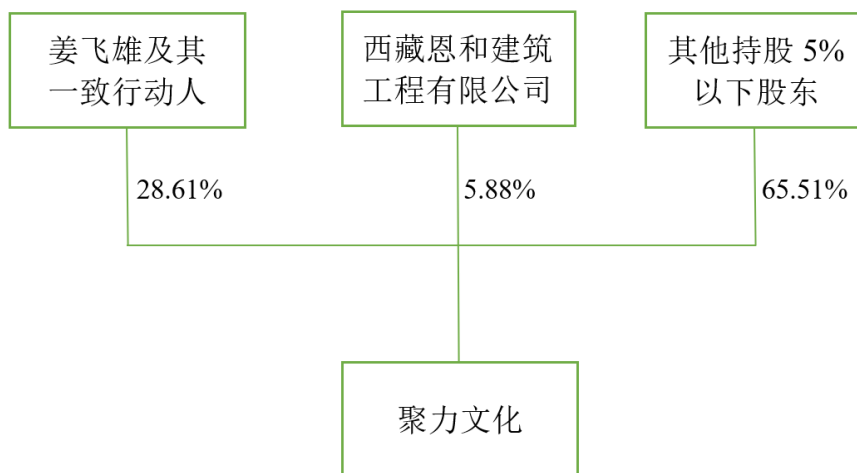 姜飞雄及其
一致行动人
西藏恩和建筑
工程有限公司
其他持股 5%
以下股东
28.61%
5.88%
65.51%
聚力文化